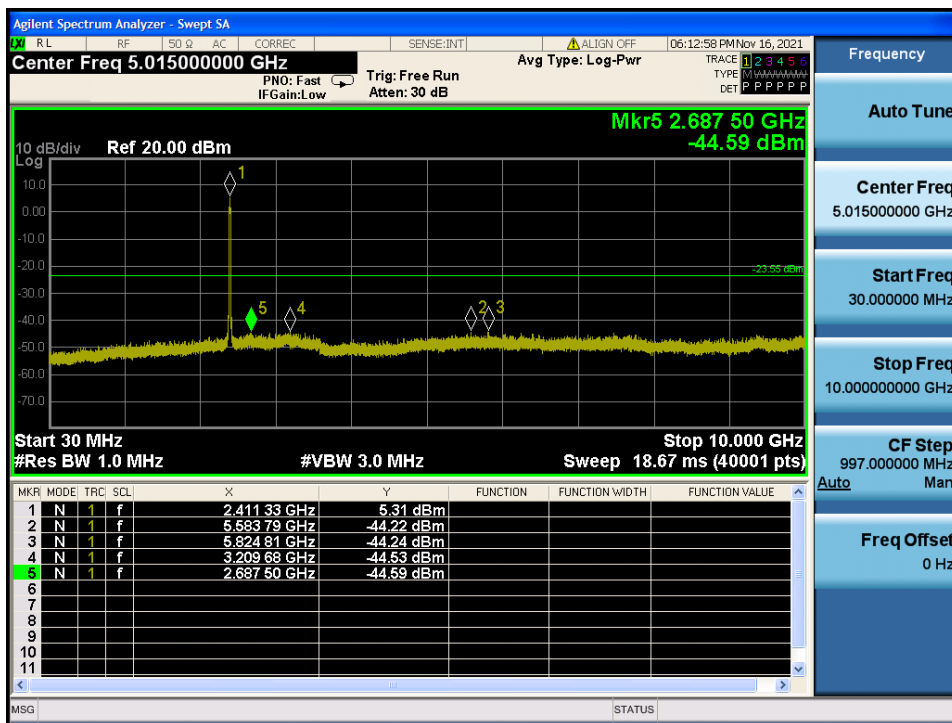 Agilent Spectrum Analyzer - Swept SA
LXI RL RF 50 Ω AC CORREC SENSE:INT ALIGN OFF 06:12:58 PM Nov 16, 2021
Center Freq 5.015000000 GHz Avg Type: Log-Pwr TRACE 1 2 3 4 5 6
PNO: Fast Trig: Free Run TYPE M WWWWW
IFGain:Low Atten: 30 dB DET P P P P P P
Mkr5 2.687 50 GHz
-44.59 dBm
10 dB/div Ref 20.00 dBm
Log
1
10.0
0.00
-10.0
-20.0
-23.55 dBm
-30.0
5 4 2 3
-40.0
-50.0
-60.0
-70.0
Start 30 MHz Stop 10.000 GHz
#Res BW 1.0 MHz #VBW 3.0 MHz Sweep 18.67 ms (40001 pts)
MKR MODE TRC SCL X Y FUNCTION FUNCTION WIDTH FUNCTION VALUE
1 N 1 f 2.411 33 GHz 5.31 dBm
2 N 1 f 5.583 79 GHz -44.22 dBm
3 N 1 f 5.824 81 GHz -44.24 dBm
4 N 1 f 3.209 68 GHz -44.53 dBm
5 N 1 f 2.687 50 GHz -44.59 dBm
6
7
8
9
10
11
MSG STATUS
Frequency
Auto Tune
Center Freq
5.015000000 GHz
Start Freq
30.000000 MHz
Stop Freq
10.000000000 GHz
CF Step
997.000000 MHz
Auto Man
Freq Offset
0 Hz